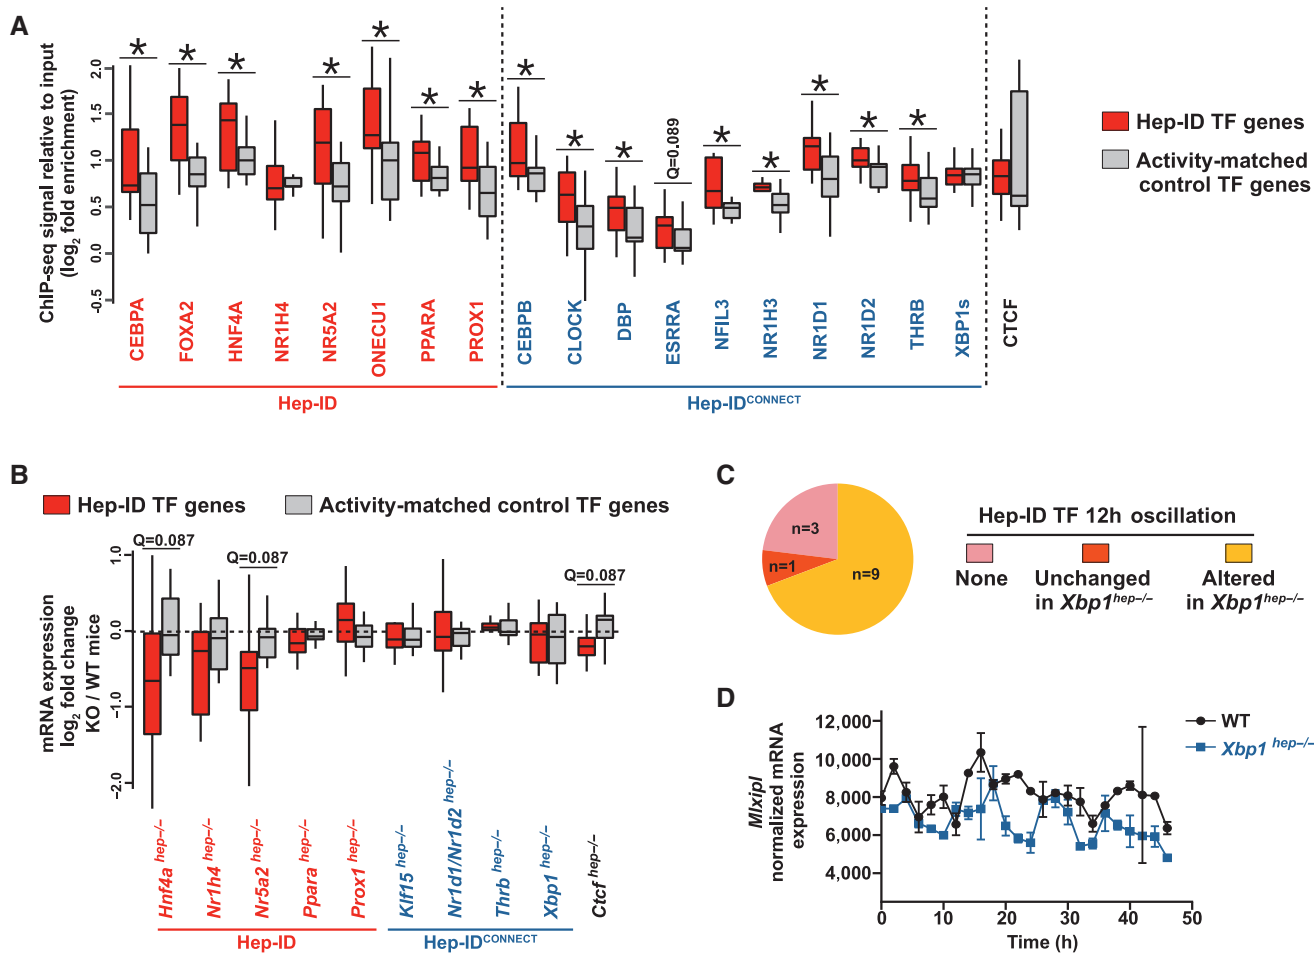 A
ChIP-seq signal relative to input
(log2 fold enrichment)
2.0
1.0
1.0
0.5
0.0
-0.5
* * * * * * * * * * * * * * * *
Q=0.089
CEBPA
FOXA2
HNF4A
NR1H4
NR5A2
ONECU1
PPARA
PROX1
CEBPB
CLOCK
DBP
ESRRA
NFIL3
NR1H3
NR1D1
NR1D2
THRB
XBP1s
CTCF
Hep-ID
Hep-IDCONNECT
Hep-ID TF genes
Activity-matched
control TF genes
B
Hep-ID TF genes
Activity-matched control TF genes
mRNA expression
log2 fold change
KO / WT mice
1.0
0.0
-1.0
-2.0
Q=0.087
Q=0.087
Q=0.087
Hnf4a hep–/–
Nr1h4 hep–/–
Nr5a2 hep–/–
Ppara hep–/–
Prox1 hep–/–
Klf15 hep–/–
Nr1d1/Nr1d2 hep–/–
Thrb hep–/–
Xbp1 hep–/–
Ctcf hep–/–
Hep-ID
Hep-IDCONNECT
C
n=3
n=1
n=9
Hep-ID TF 12h oscillation
None
Unchanged
in Xbp1hep–/–
Altered
in Xbp1hep–/–
D
Mlxipl
normalized mRNA
expression
12,000
10,000
8,000
6,000
4,000
0 10 20 30 40 50
Time (h)
WT
Xbp1 hep–/–